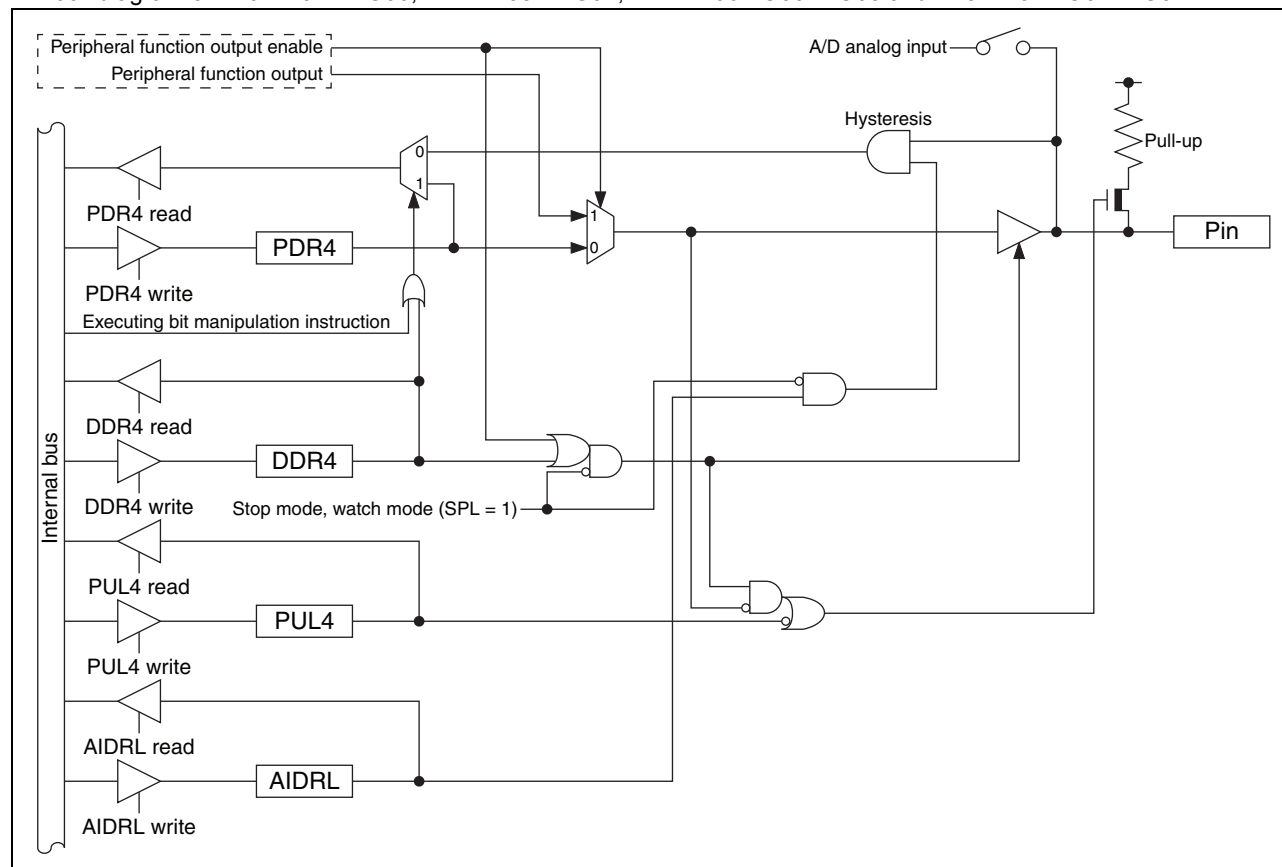 Peripheral function output enable
Peripheral function output
A/D analog input
Hysteresis
Pull-up
0
1
PDR4 read
1
0
PDR4
Pin
PDR4 write
Executing bit manipulation instruction
DDR4 read
DDR4
DDR4 write
Stop mode, watch mode (SPL = 1)
Internal bus
PUL4 read
PUL4
PUL4 write
AIDRL read
AIDRL
AIDRL write